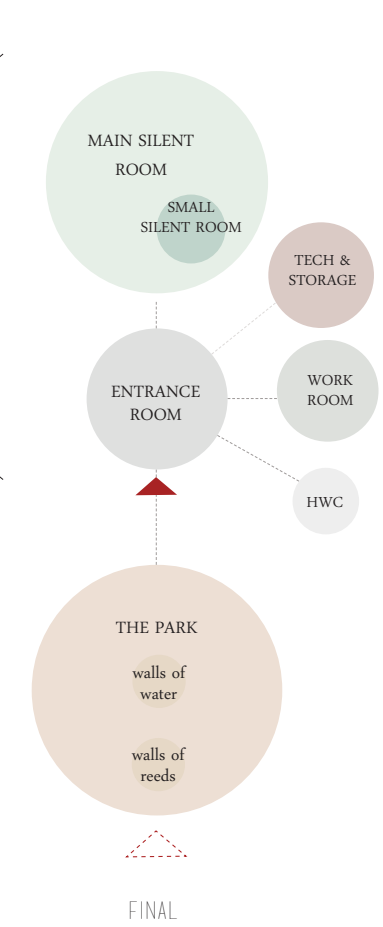 MAIN SILENT
ROOM
SMALL
SILENT ROOM
TECH &
STORAGE
ENTRANCE
ROOM
WORK
ROOM
HWC
THE PARK
walls of
water
walls of
reeds
FINAL